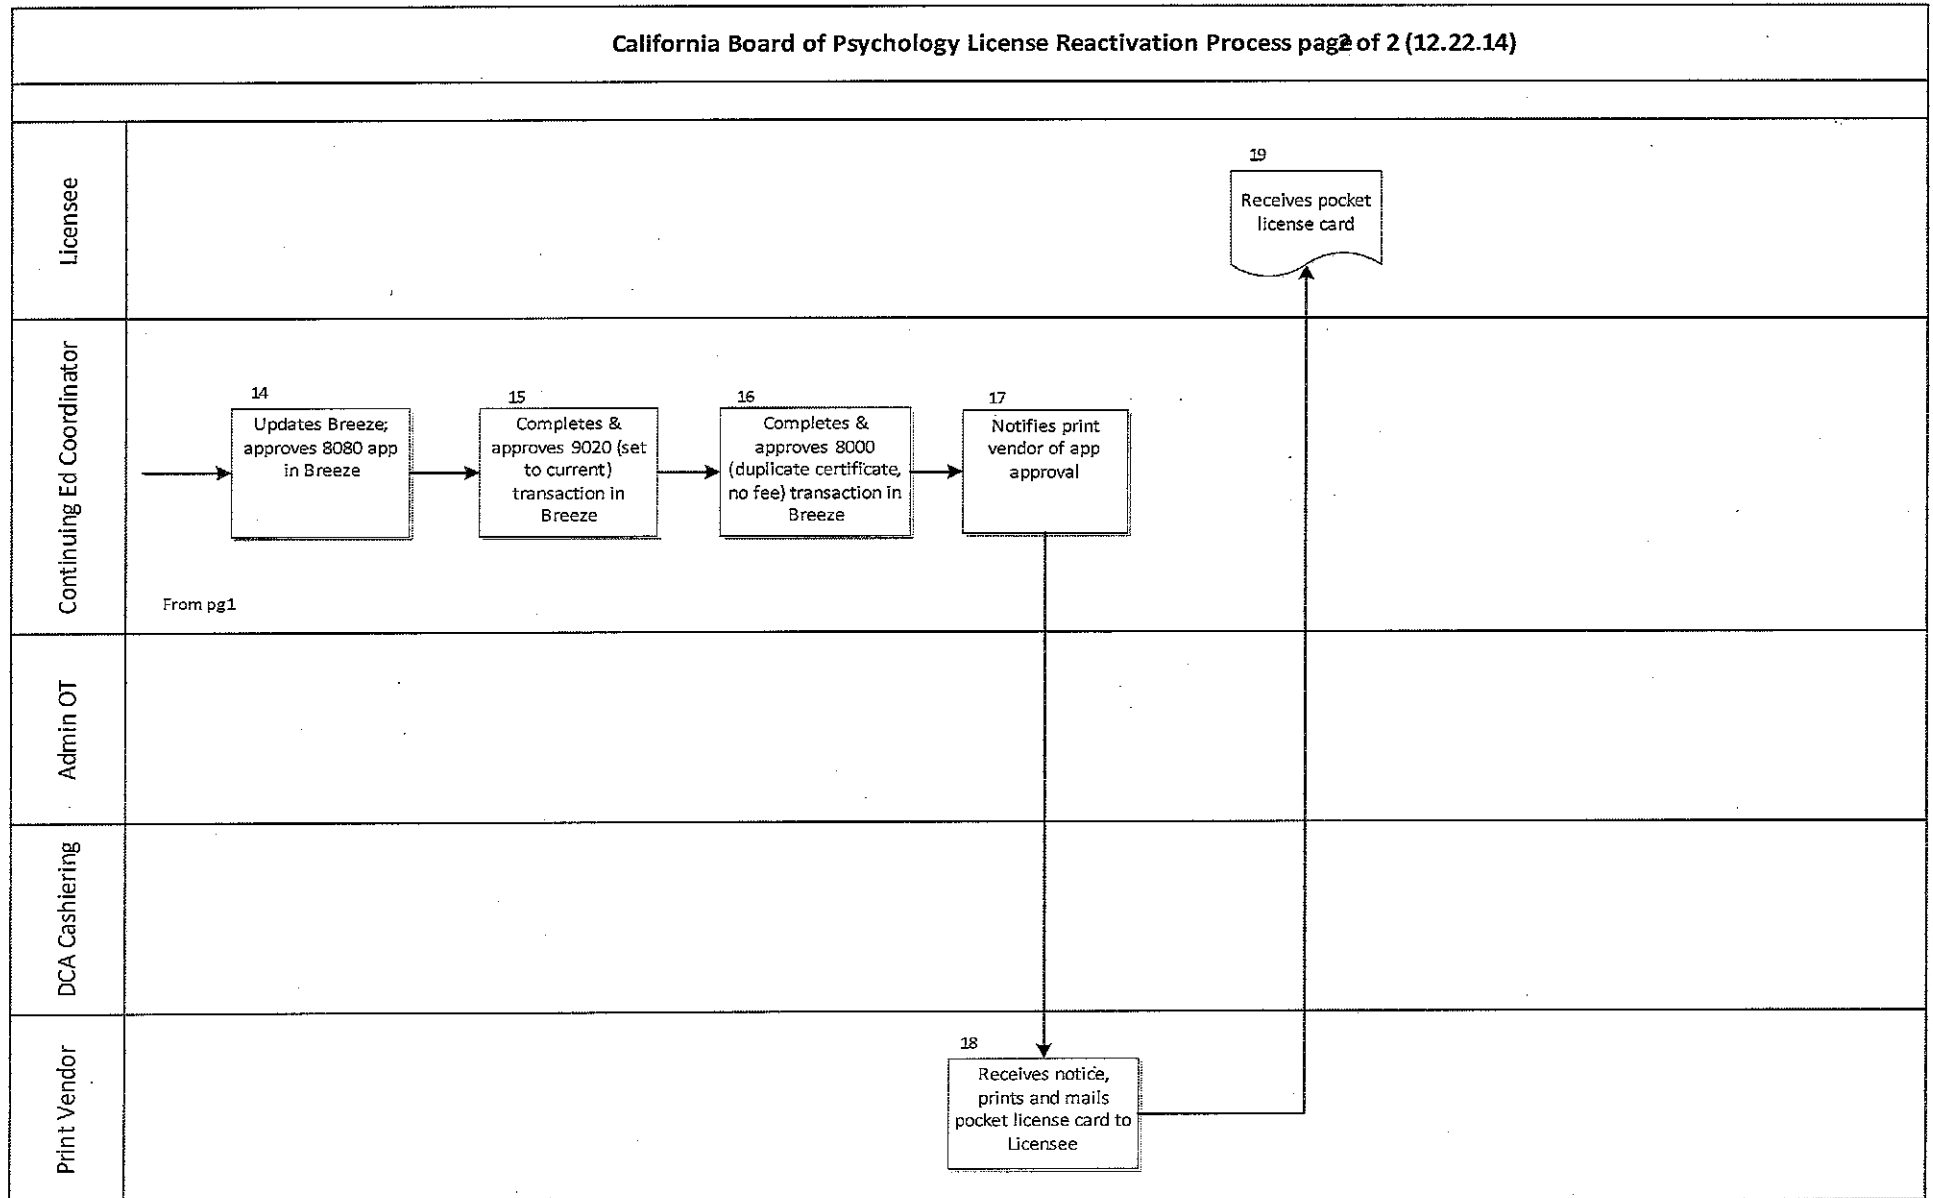 California Board of Psychology License Reactivation Process page2 of 2 (12.22.14)
Licensee
19
Receives pocket
license card
Continuing Ed Coordinator
14
Updates Breeze;
approves 8080 app
in Breeze
15
Completes &
approves 9020 (set
to current)
transaction in
Breeze
16
Completes &
approves 8000
(duplicate certificate,
no fee) transaction in
Breeze
17
Notifies print
vendor of app
approval
From pg1
Admin OT
DCA Cashiering
Print Vendor
18
Receives notice,
prints and mails
pocket license card to
Licensee